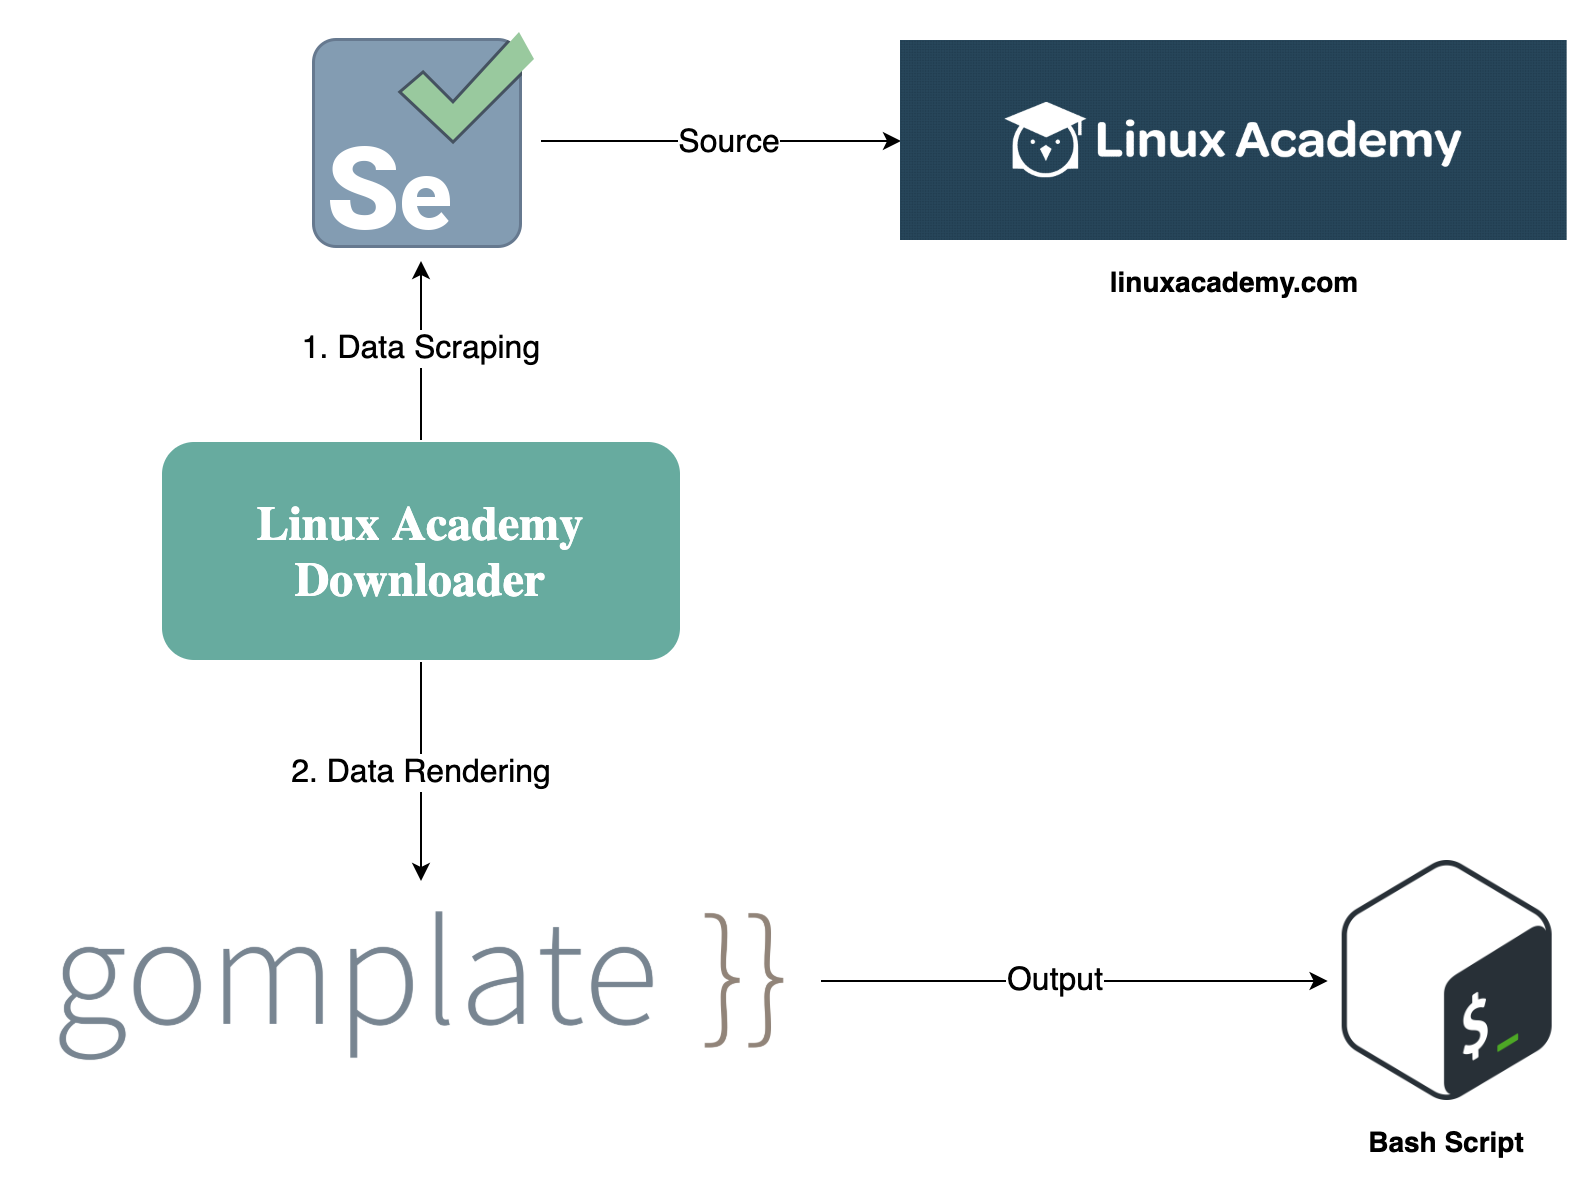 Se
Source
Linux Academy
linuxacademy.com
1. Data Scraping
Linux Academy
Downloader
2. Data Rendering
gomplate }}
Output
$_
Bash Script